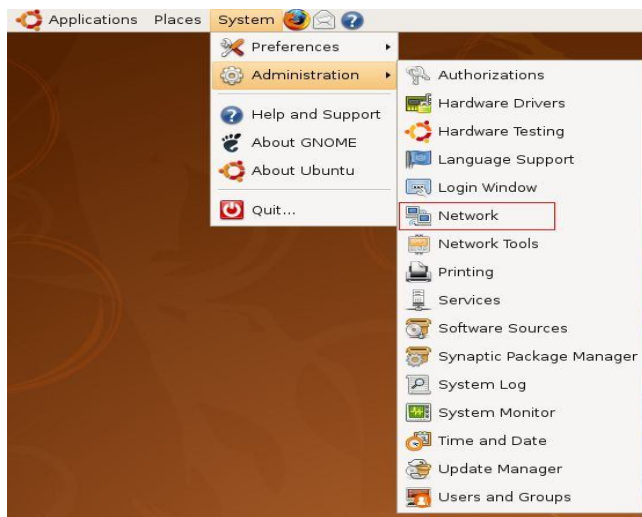 Applications Places System
Preferences
Administration
Help and Support
About GNOME
About Ubuntu
Quit...
Authorizations
Hardware Drivers
Hardware Testing
Language Support
Login Window
Network
Network Tools
Printing
Services
Software Sources
Synaptic Package Manager
System Log
System Monitor
Time and Date
Update Manager
Users and Groups